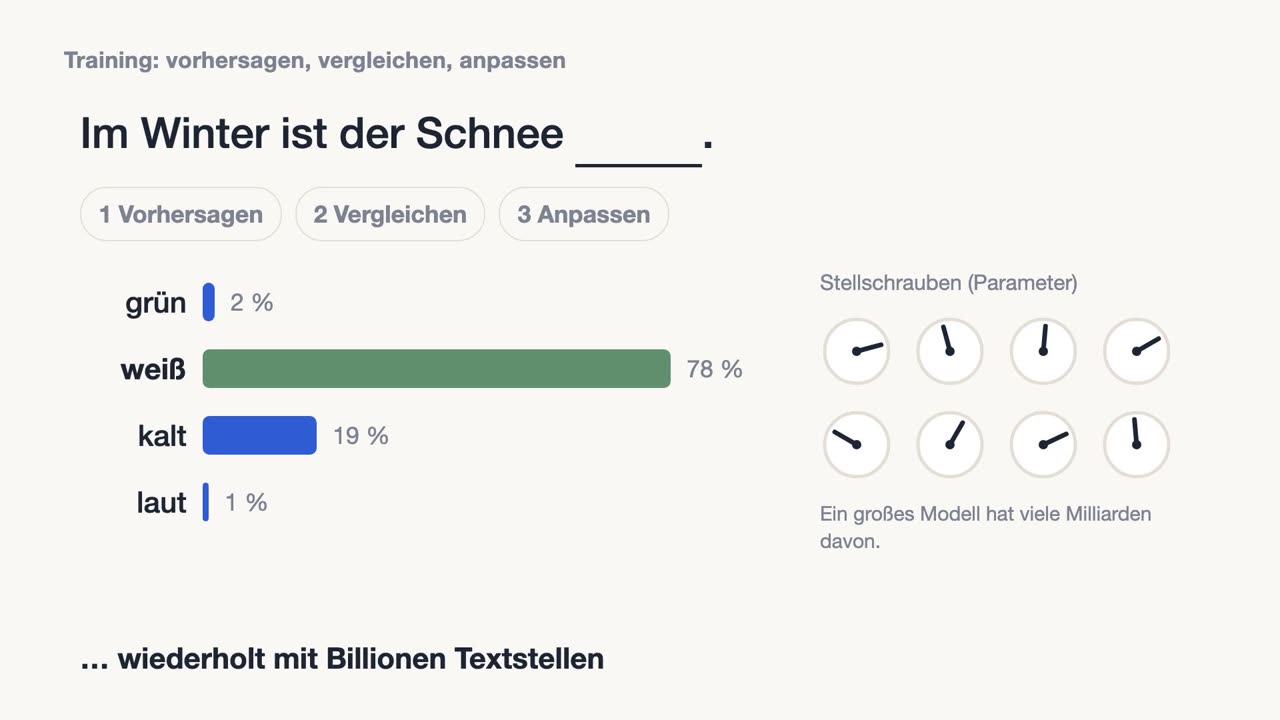 Training: vorhersagen, vergleichen, anpassen
Im Winter ist der Schnee _____.
1 Vorhersagen
2 Vergleichen
3 Anpassen
grün 2 %
weiß 78 %
kalt 19 %
laut 1 %
Stellschrauben (Parameter)
Ein großes Modell hat viele Milliarden
davon.
... wiederholt mit Billionen Textstellen